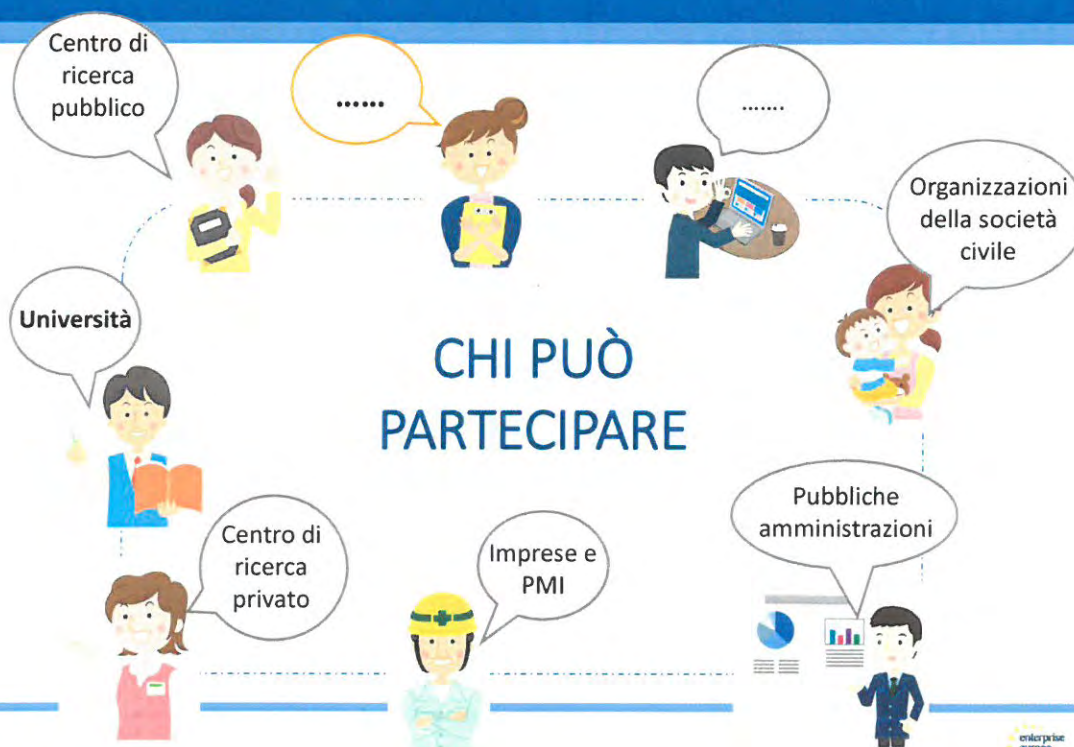 Centro di
ricerca
pubblico
......
.......
Organizzazioni
della società
civile
Università
CHI PUÒ
PARTECIPARE
Centro di
ricerca
privato
Imprese e
PMI
Pubbliche
amministrazioni
enterprise